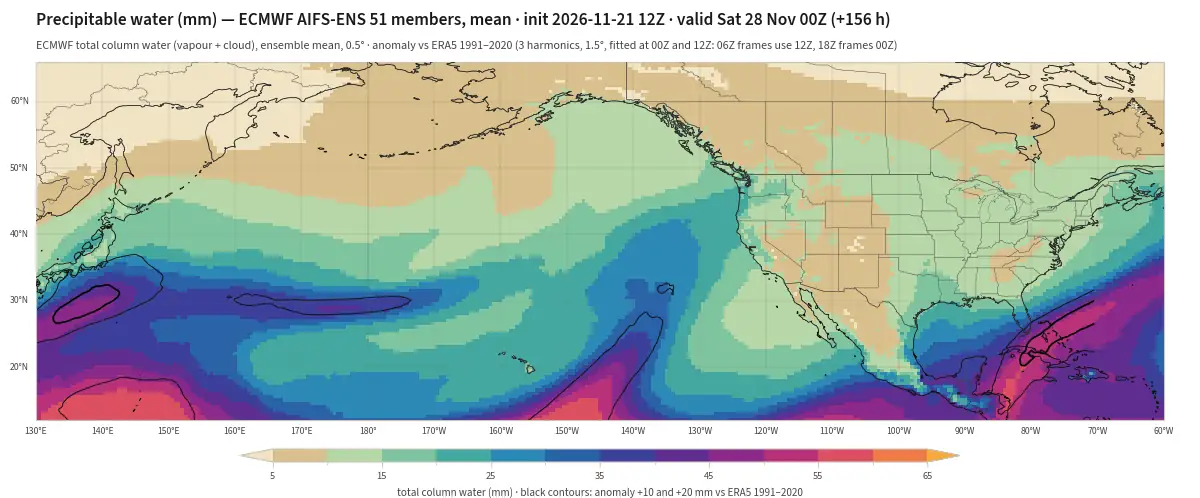 Precipitable water (mm) — ECMWF AIFS-ENS 51 members, mean · init 2026-11-21 12Z · valid Sat 28 Nov 00Z (+156 h)
ECMWF total column water (vapour + cloud), ensemble mean, 0.5° · anomaly vs ERA5 1991–2020 (3 harmonics, 1.5°, fitted at 00Z and 12Z: 06Z frames use 12Z, 18Z frames 00Z)
60°N
50°N
40°N
30°N
20°N
130°E 140°E 150°E 160°E 170°E 180° 170°W 160°W 150°W 140°W 130°W 120°W 110°W 100°W 90°W 80°W 70°W 60°W
5 15 25 35 45 55 65
total column water (mm) · black contours: anomaly +10 and +20 mm vs ERA5 1991–2020